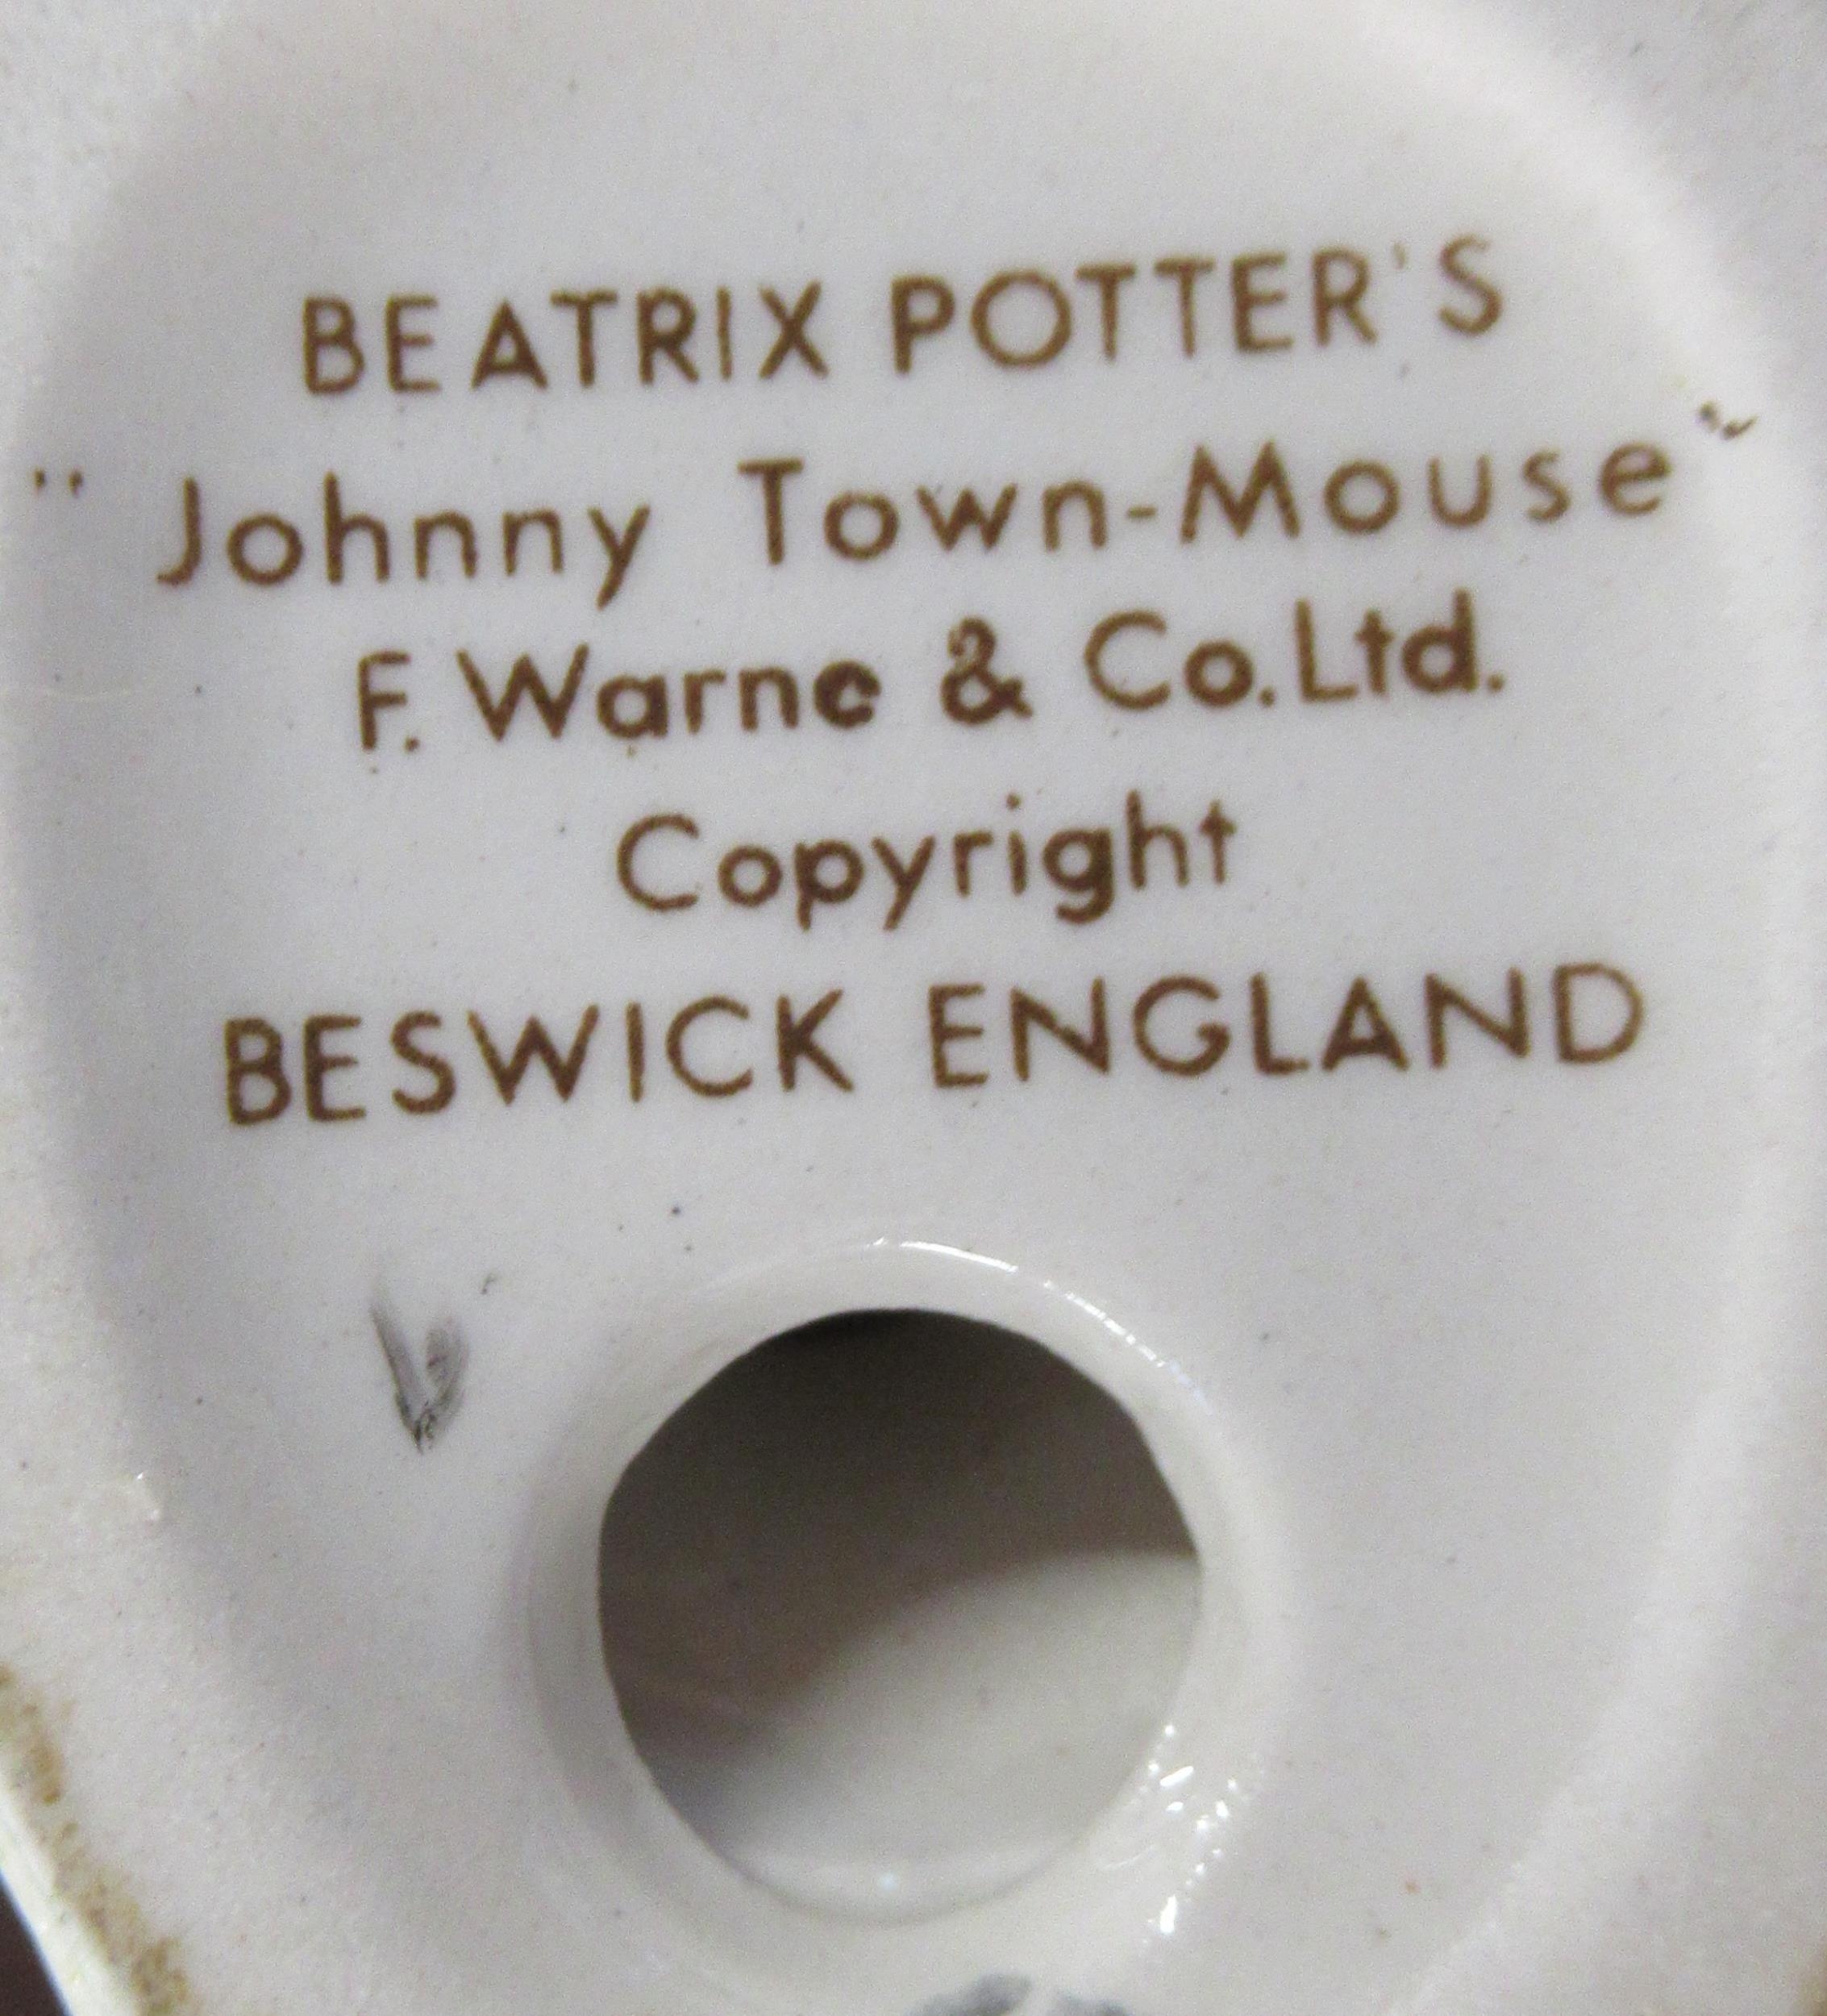 BEATRIX POTTER'S
"Johnny Town-Mouse"
F. Warne & Co. Ltd.
Copyright
BESWICK ENGLAND